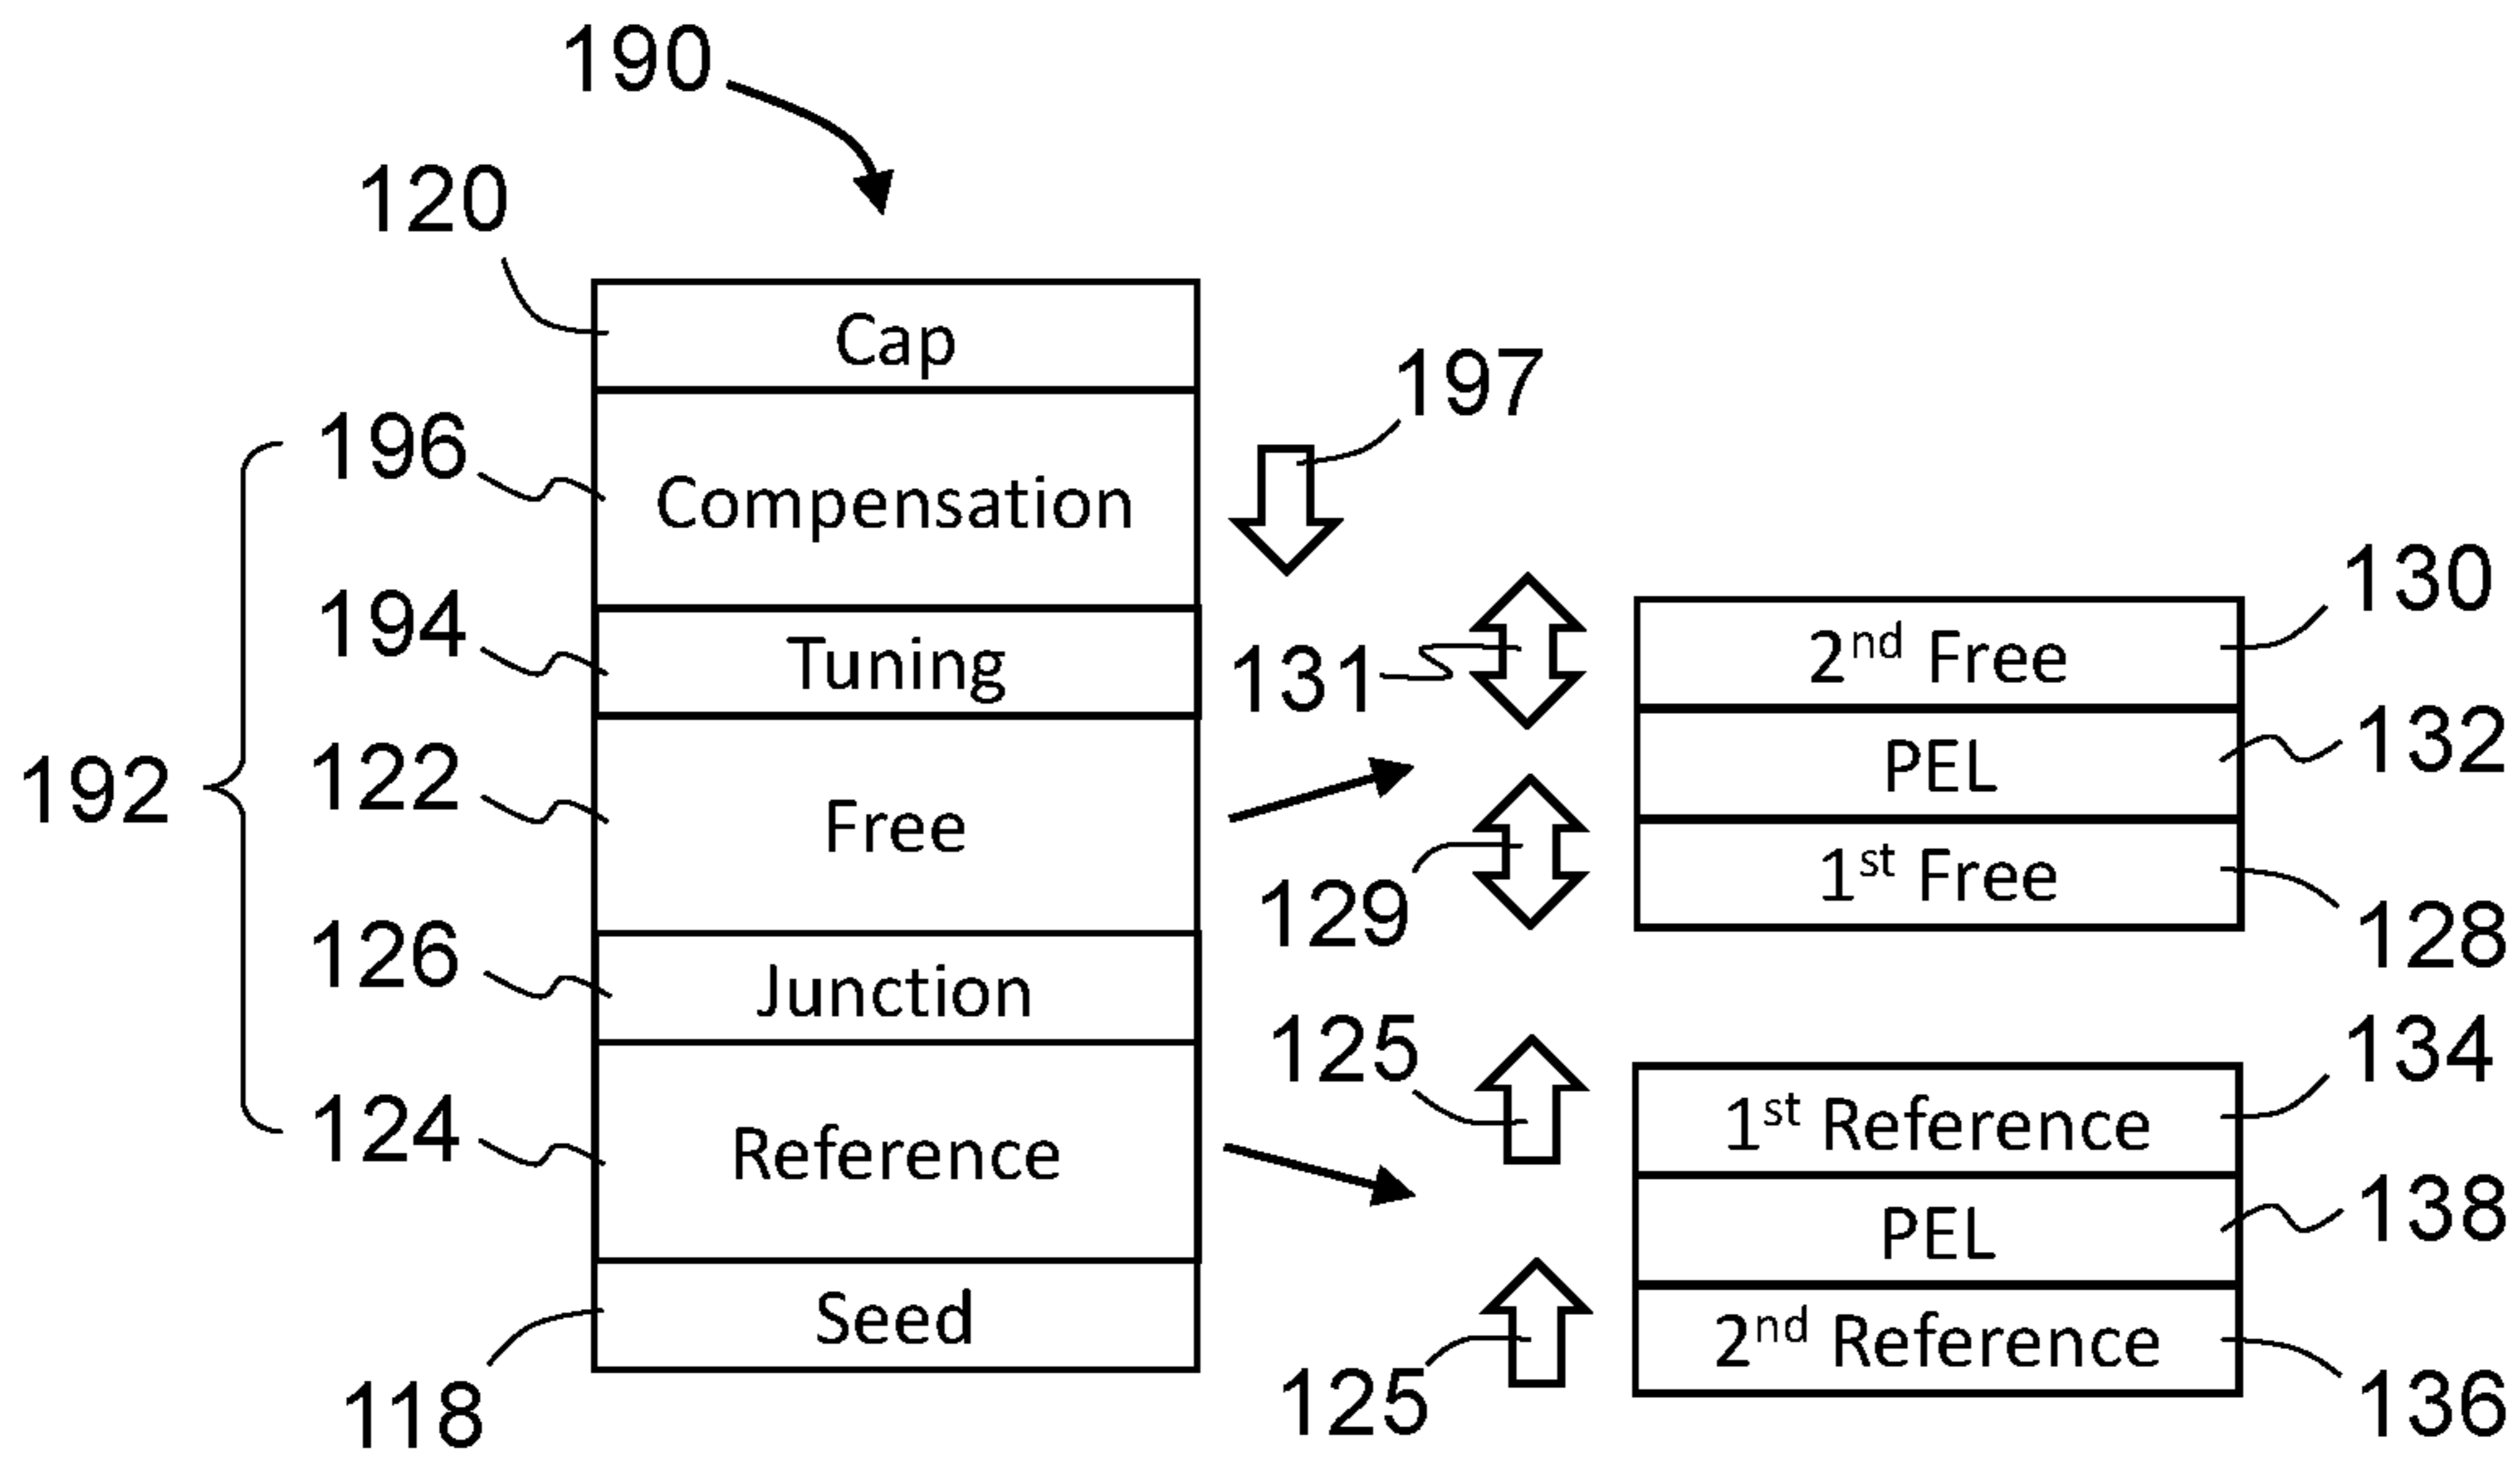 190
120
Cap
197
196
Compensation
130
194
Tuning
131
2nd Free
132
192
122
Free
PEL
129
1st Free
128
126
Junction
125
134
124
Reference
1st Reference
138
PEL
118
Seed
125
2nd Reference
136